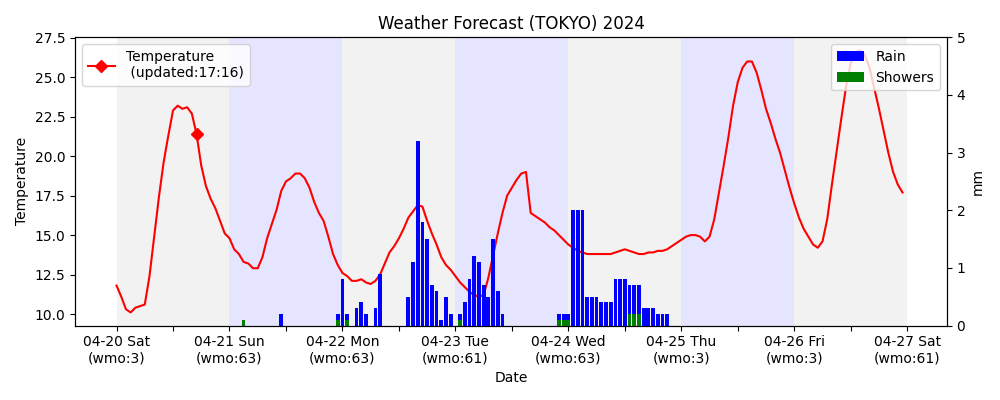 Weather Forecast (TOKYO) 2024
Temperature
(updated:17:16)
Rain
Showers
27.5
25.0
22.5
20.0
17.5
15.0
12.5
10.0
Temperature
5
4
3
2
1
0
mm
04-20 Sat
(wmo:3)
04-21 Sun
(wmo:63)
04-22 Mon
(wmo:63)
04-23 Tue
(wmo:61)
04-24 Wed
(wmo:63)
04-25 Thu
(wmo:3)
04-26 Fri
(wmo:3)
04-27 Sat
(wmo:61)
Date